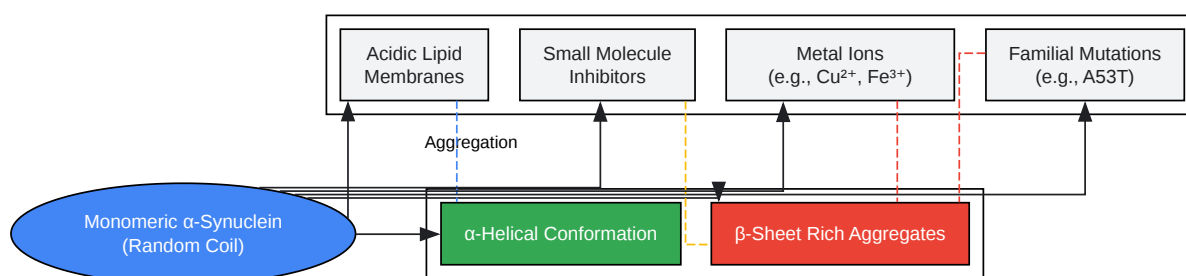 Acidic Lipid
Membranes
Small Molecule
Inhibitors
Metal Ions
(e.g., Cu²⁺, Fe³⁺)
Familial Mutations
(e.g., A53T)
Aggregation
Monomeric α-Synuclein
(Random Coil)
α-Helical Conformation
β-Sheet Rich Aggregates